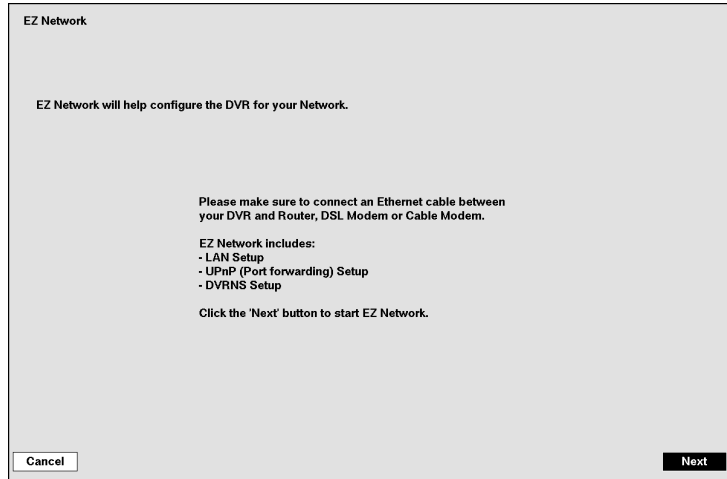 EZ Network
EZ Network will help configure the DVR for your Network.
Please make sure to connect an Ethernet cable between
your DVR and Router, DSL Modem or Cable Modem.
EZ Network includes:
- LAN Setup
- UPnP (Port forwarding) Setup
- DVRNS Setup
Click the 'Next' button to start EZ Network.
Cancel
Next